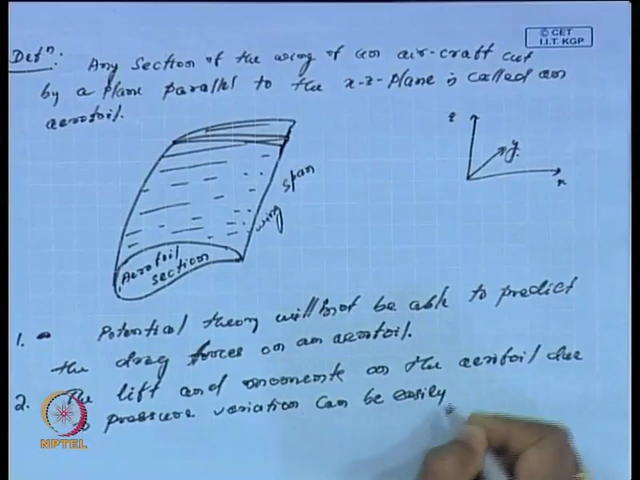 © CET
I.I.T. KGP
Defⁿ: Any section of the wing of an air-craft cut
by a plane parallel to the x-z-plane is called an
aerofoil.
z
y
x
span
wing
Aerofoil
section
1. Potential theory will not be able to predict
the drag forces on an aerofoil.
2. The lift and moments on the aerofoil due
to pressure variation can be easily
NPTEL